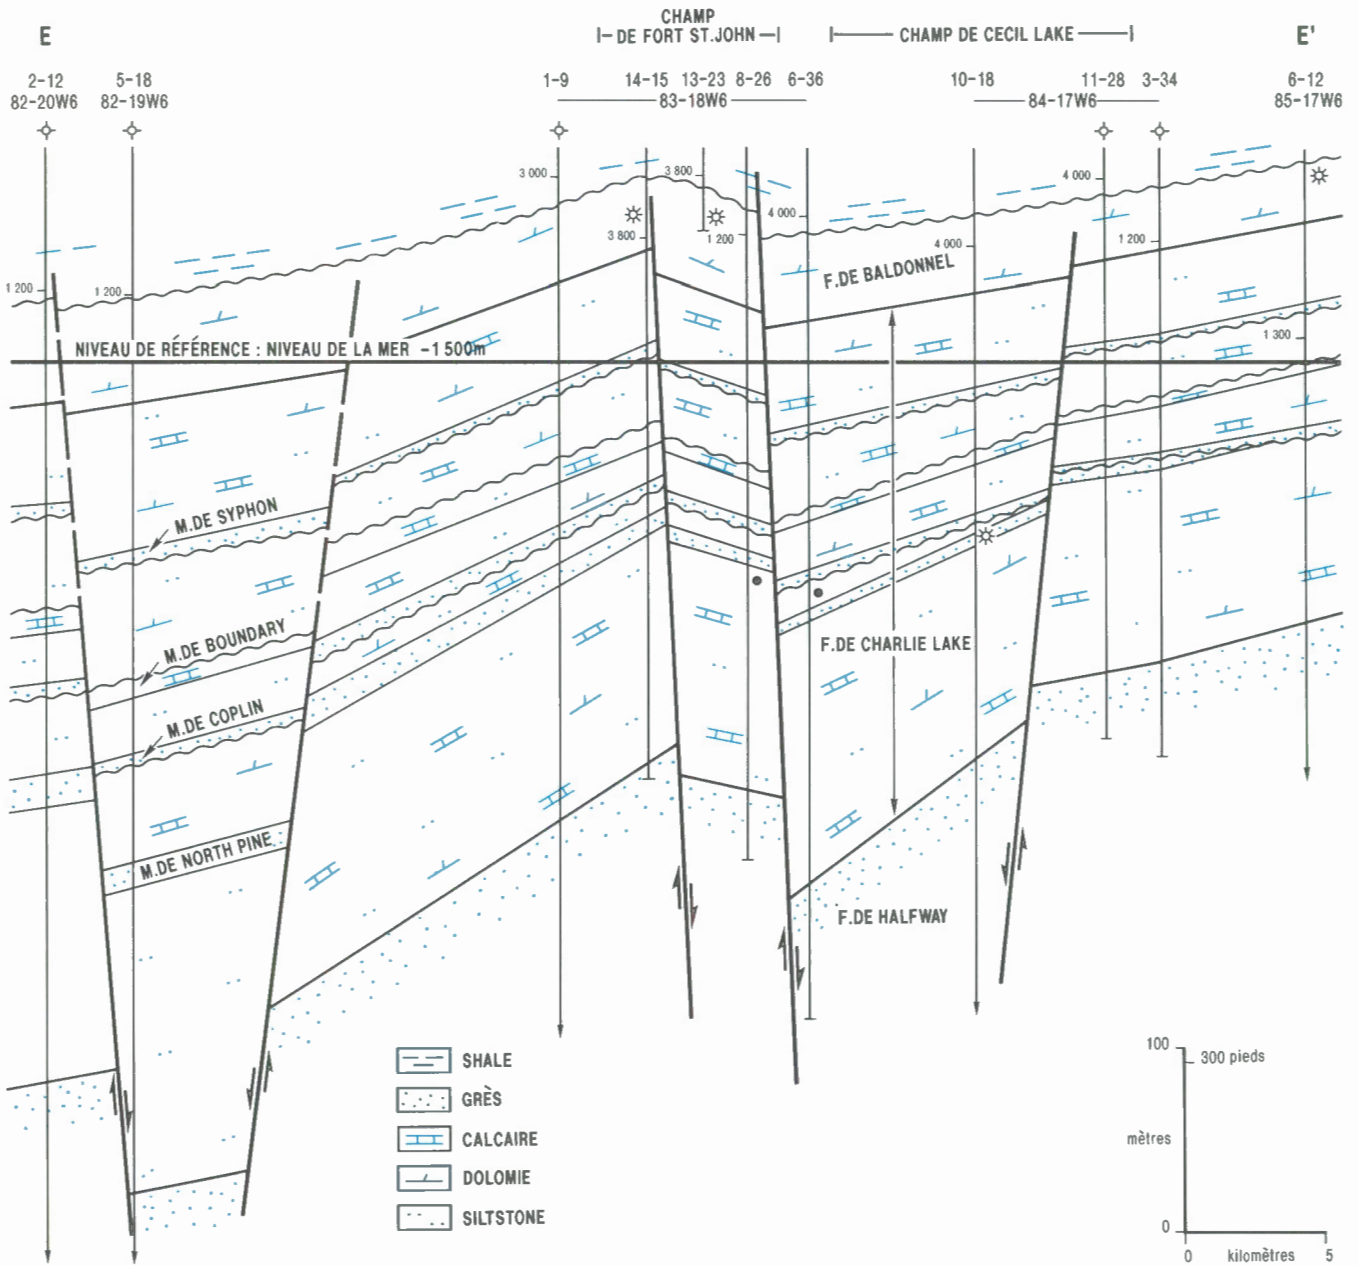 E
CHAMP
DE FORT ST.JOHN
CHAMP DE CECIL LAKE
E'
2-12
82-20W6
5-18
82-19W6
1-9
14-15
13-23
8-26
6-36
83-18W6
10-18
11-28
3-34
84-17W6
6-12
85-17W6
3 000
3 800
4 000
4 000
3 800
1 200
4 000
1 200
1 200
1 200
1 300
F.DE BALDONNEL
NIVEAU DE RÉFÉRENCE : NIVEAU DE LA MER -1 500m
M.DE SYPHON
M.DE BOUNDARY
M.DE COPLIN
M.DE NORTH PINE
F.DE CHARLIE LAKE
F.DE HALFWAY
SHALE
GRÈS
CALCAIRE
DOLOMIE
SILTSTONE
100
300 pieds
mètres
0
0 kilomètres 5